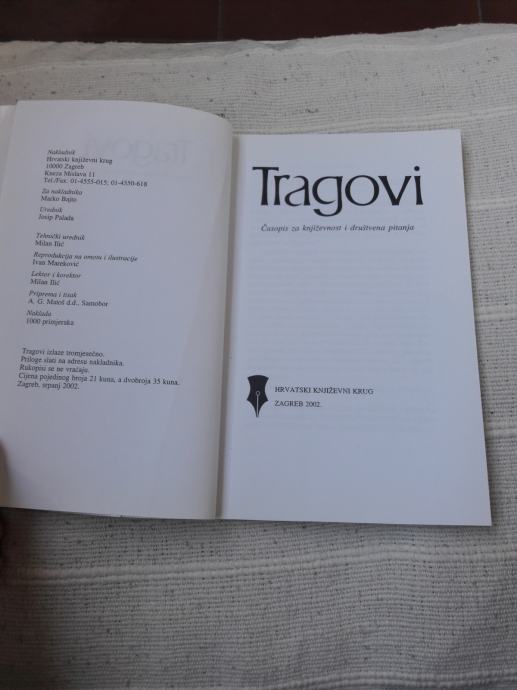 Nakladnik
Hrvatski književni krug
10000 Zagreb
Kneza Mislava 11
Tel./Fax: 01-4555-015; 01-4550-618
Za nakladnika
Marko Bajto
Urednik
Josip Palada
Tehnički urednik
Milan Ilić
Reprodukcija na omotu i ilustracije
Ivan Mareković
Lektor i korektor
Milan Ilić
Priprema i tisak
A. G. Matoš d.d., Samobor
Naklada
1000 primjeraka
Tragovi izlaze tromjesečno.
Priloge slati na adresu nakladnika.
Rukopisi se ne vraćaju.
Cijena pojedinog broja 21 kuna, a dvobroja 35 kuna.
Zagreb, srpanj 2002.
Tragovi
Časopis za književnost i društvena pitanja
HRVATSKI KNJIŽEVNI KRUG
ZAGREB 2002.